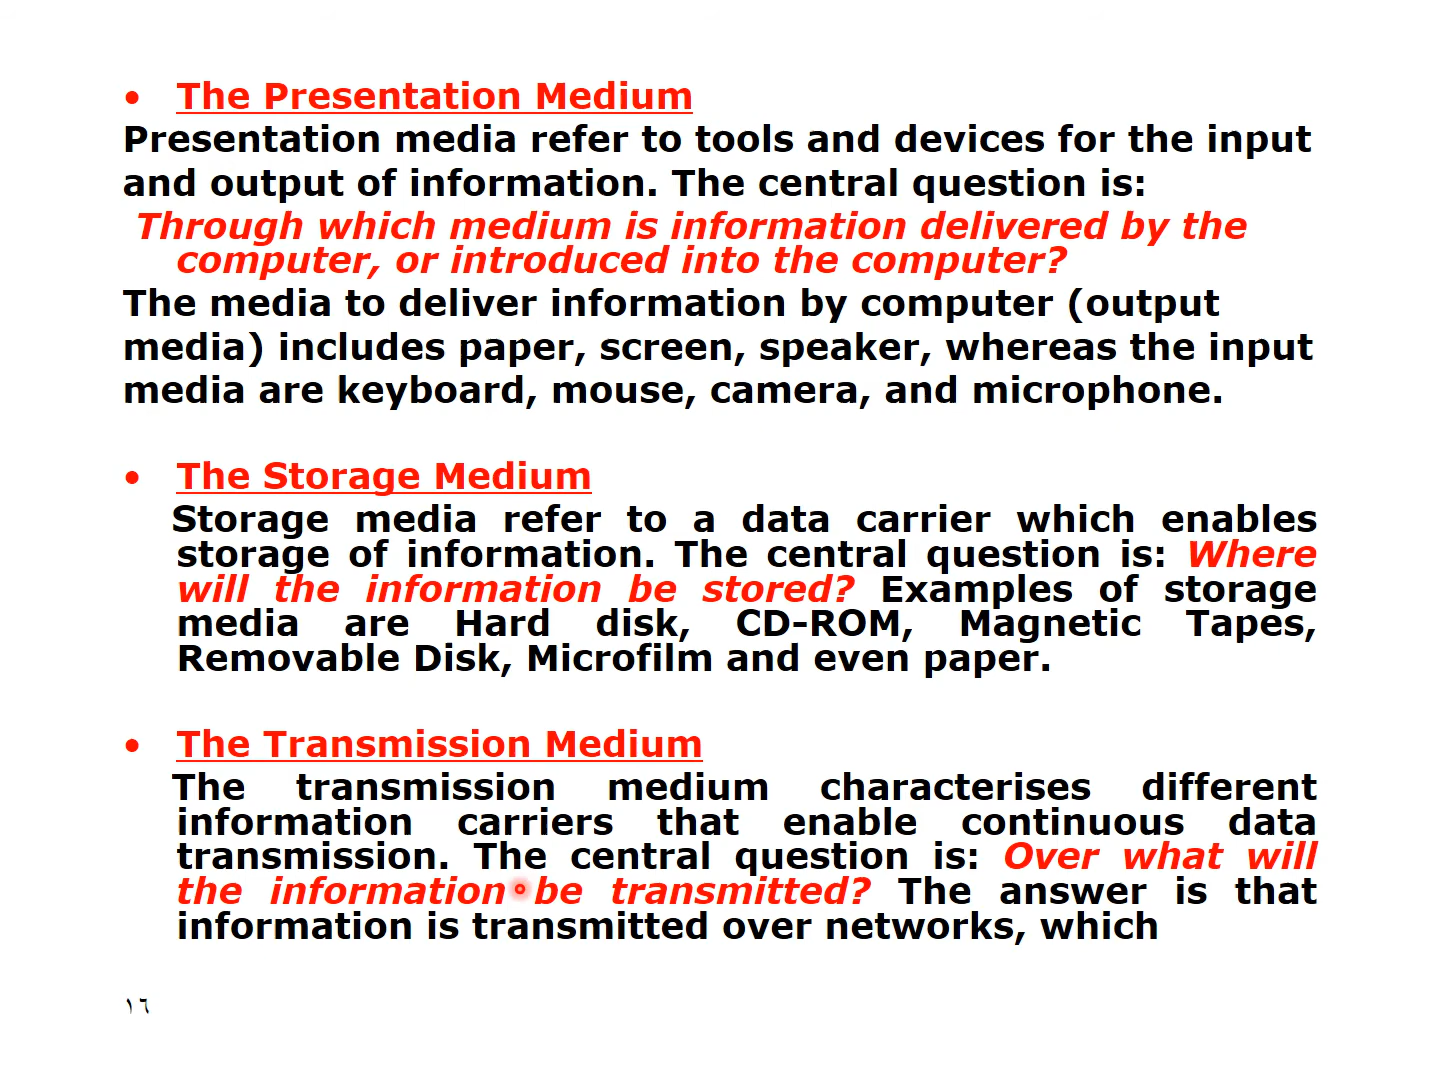 • The Presentation Medium
Presentation media refer to tools and devices for the input
and output of information. The central question is:
Through which medium is information delivered by the
computer, or introduced into the computer?
The media to deliver information by computer (output
media) includes paper, screen, speaker, whereas the input
media are keyboard, mouse, camera, and microphone.
• The Storage Medium
Storage media refer to a data carrier which enables
storage of information. The central question is: Where
will the information be stored? Examples of storage
media are Hard disk, CD-ROM, Magnetic Tapes,
Removable Disk, Microfilm and even paper.
• The Transmission Medium
The transmission medium characterises different
information carriers that enable continuous data
transmission. The central question is: Over what will
the information be transmitted? The answer is that
information is transmitted over networks, which
١٦